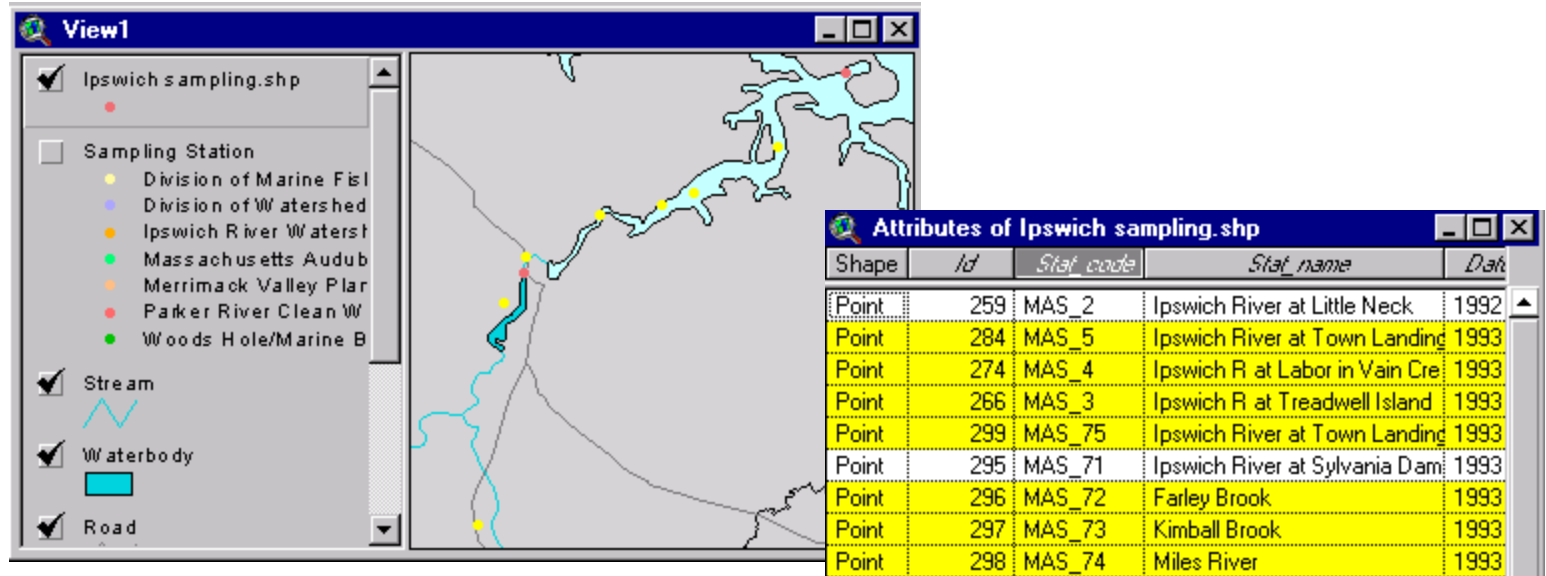 View1
Ipswich sampling.shp
Sampling Station
Division of Marine Fisl
Division of Watershed
Ipswich River Watersh
Massachusetts Audub
Merrimack Valley Plan
Parker River Clean W
Woods Hole/Marine B
Stream
Waterbody
Road
Attributes of Ipswich sampling.shp
Shape Id Stat_code Stat_name Date
Point 259 MAS_2 Ipswich River at Little Neck 1992
Point 284 MAS_5 Ipswich River at Town Landing 1993
Point 274 MAS_4 Ipswich R at Labor in Vain Cre 1993
Point 266 MAS_3 Ipswich R at Treadwell Island 1993
Point 299 MAS_75 Ipswich River at Town Landing 1993
Point 295 MAS_71 Ipswich River at Sylvania Dam 1993
Point 296 MAS_72 Farley Brook 1993
Point 297 MAS_73 Kimball Brook 1993
Point 298 MAS_74 Miles River 1993